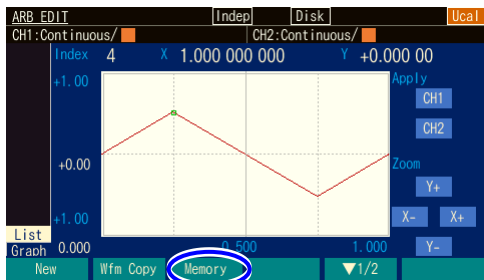 ARB EDIT Indep Disk Ucal
CH1:Continuous/ CH2:Continuous/
Index 4 X 1.000 000 000 Y +0.000 00
+1.00 Apply
CH1
CH2
+0.00 Zoom
Y+
+1.00 X- X+
List
Graph 0.000 0.500 1.000 Y-
New Wfm Copy Memory ▼1/2